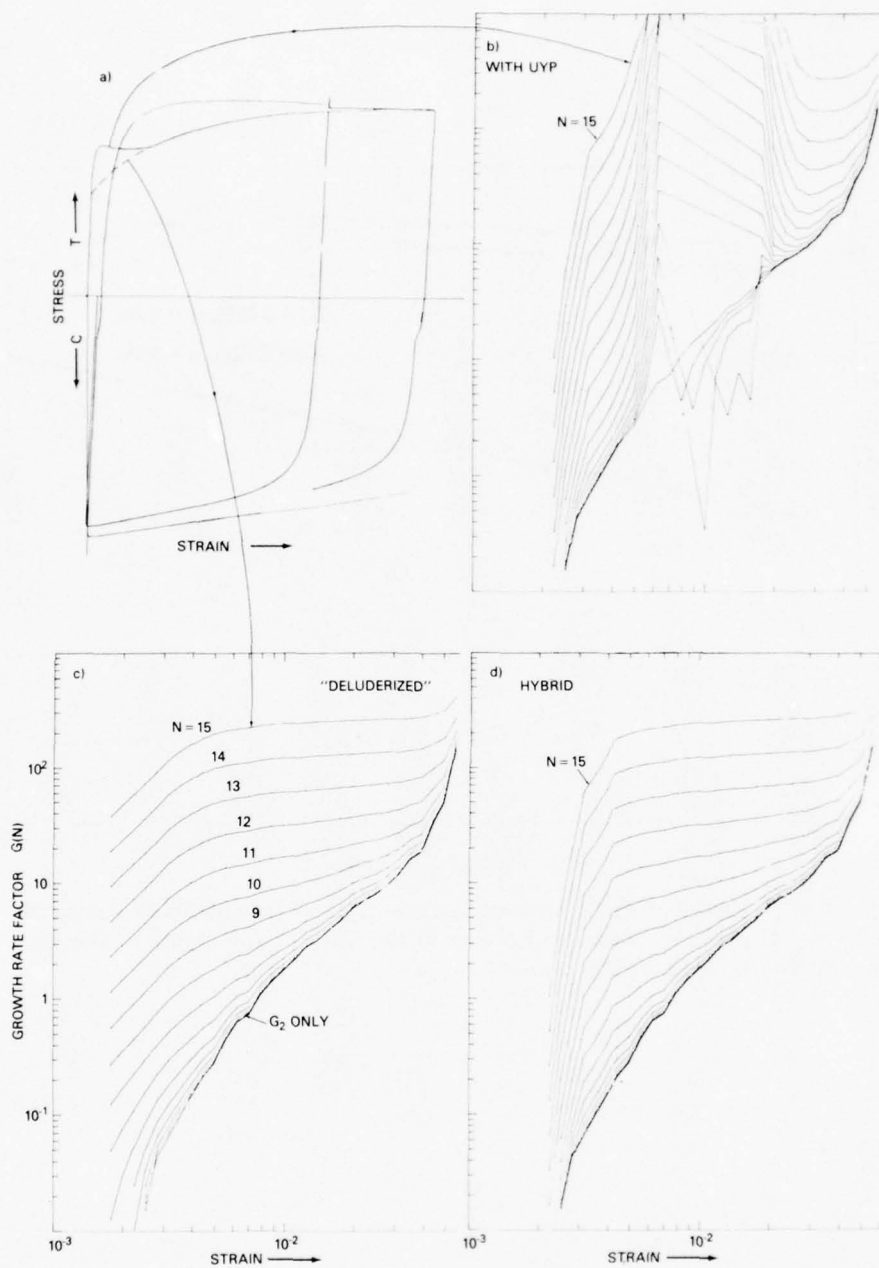 a)
T
STRESS
C
STRAIN
b)
WITH UYP
N = 15
c)
"DELUDERIZED"
N = 15
14
13
12
11
10
9
G2 ONLY
GROWTH RATE FACTOR G(N)
10²
10
1
10⁻¹
10⁻³
10⁻²
STRAIN
d)
HYBRID
N = 15
10⁻³
10⁻²
STRAIN